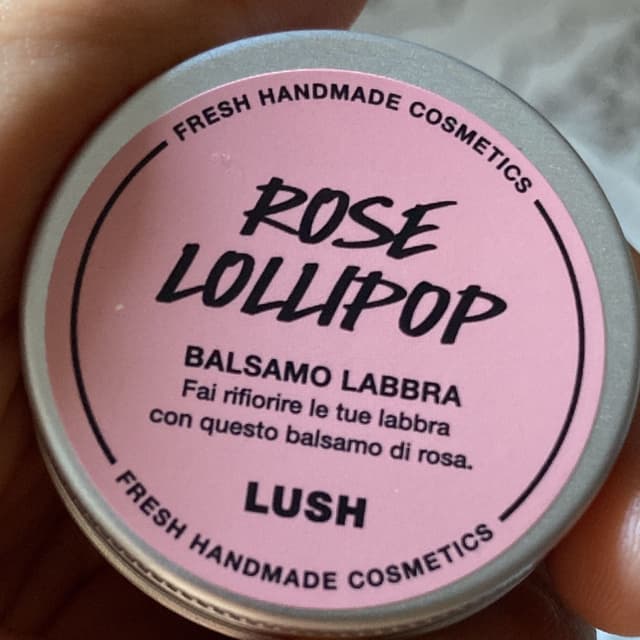 FRESH HANDMADE COSMETICS
ROSE
LOLLIPOP
BALSAMO LABBRA
Fai rifiorire le tue labbra
con questo balsamo di rosa.
LUSH
FRESH HANDMADE COSMETICS